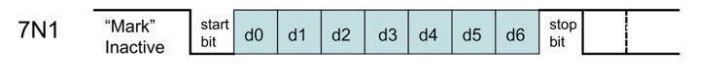 7N1
“Mark”
Inactive
start
bit
d0 d1 d2 d3 d4 d5 d6
stop
bit